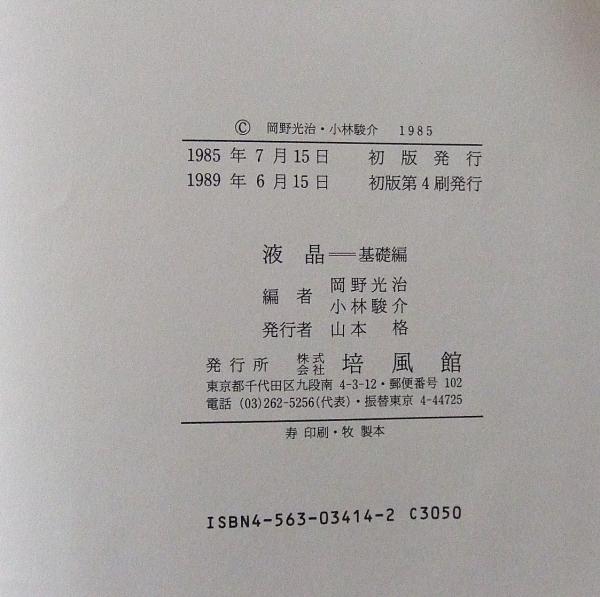 © 岡野光治・小林駿介 1985
1985 年 7 月 15 日 初 版 発 行
1989 年 6 月 15 日 初版第 4 刷発行
液 晶══基礎編
編 者 岡 野 光 治
小 林 駿 介
発行者 山 本 格
発 行 所 株式会社 培 風 館
東京都千代田区九段南 4-3-12・郵便番号 102
電話 (03)262-5256(代表)・振替東京 4-44725
寿 印刷・牧 製本
ISBN4-563-03414-2 C3050